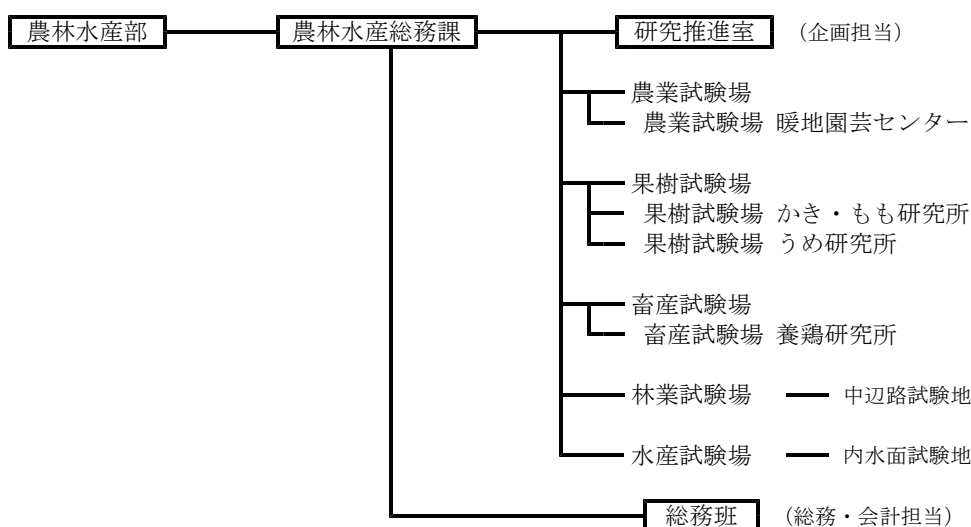 農林水産部 農林水産総務課 研究推進室 (企画担当)
農業試験場
農業試験場 暖地園芸センター
果樹試験場
果樹試験場 かき・もも研究所
果樹試験場 うめ研究所
畜産試験場
畜産試験場 養鶏研究所
林業試験場 中辺路試験地
水産試験場 内水面試験地
総務班 (総務・会計担当)